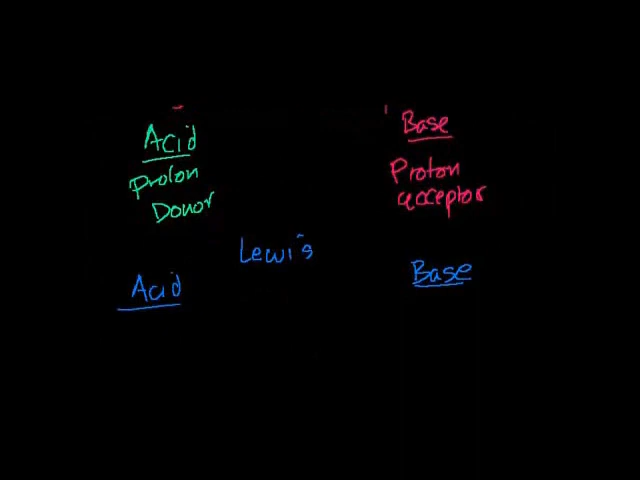 Acid
Base
Proton
Donor
Proton
acceptor
Lewis
Acid
Base